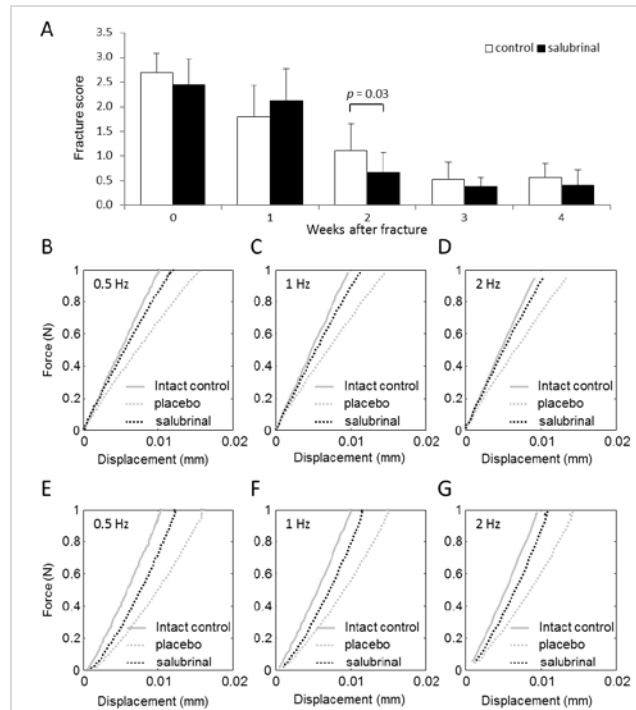 A
control salubrinal
Fracture score
3.5
3.0
2.5
2.0
1.5
1.0
0.5
0.0
p = 0.03
0 1 2 3 4
Weeks after fracture
B C D
Force (N)
1
0.8
0.6
0.4
0.2
0
0.5 Hz
Intact control
placebo
salubrinal
0 0.01 0.02
Displacement (mm)
1
0.8
0.6
0.4
0.2
0
1 Hz
Intact control
placebo
salubrinal
0 0.01 0.02
Displacement (mm)
1
0.8
0.6
0.4
0.2
0
2 Hz
Intact control
placebo
salubrinal
0 0.01 0.02
Displacement (mm)
E F G
Force (N)
1
0.8
0.6
0.4
0.2
0
0.5 Hz
Intact control
placebo
salubrinal
0 0.01 0.02
Displacement (mm)
1
0.8
0.6
0.4
0.2
0
1 Hz
Intact control
placebo
salubrinal
0 0.01 0.02
Displacement (mm)
1
0.8
0.6
0.4
0.2
0
2 Hz
Intact control
placebo
salubrinal
0 0.01 0.02
Displacement (mm)